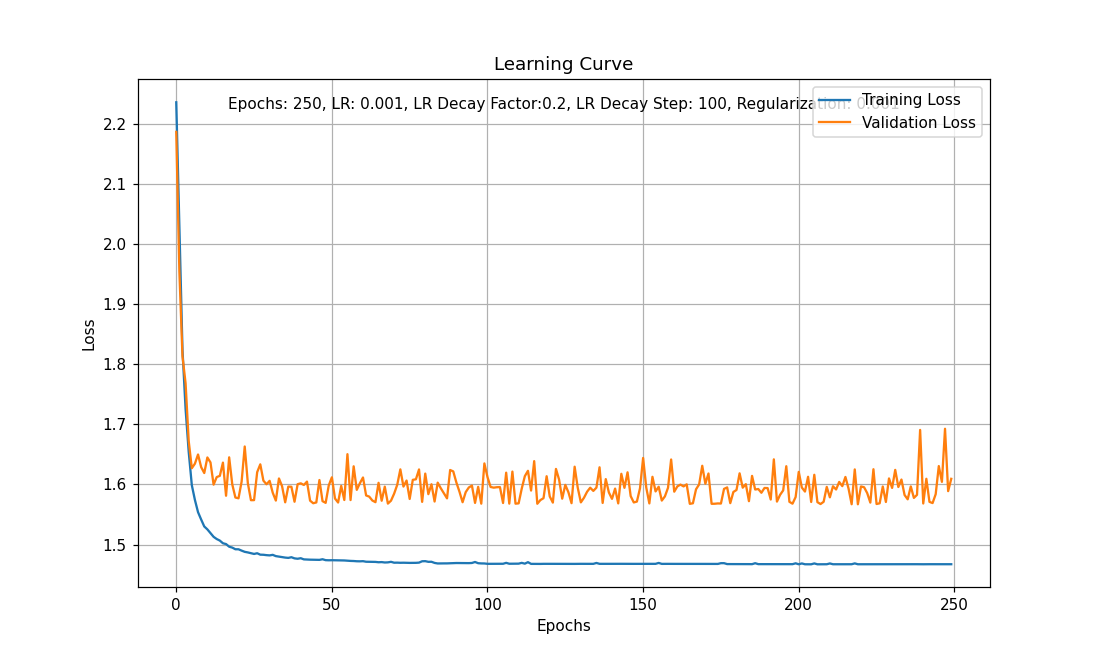 Learning Curve
Epochs: 250, LR: 0.001, LR Decay Factor:0.2, LR Decay Step: 100, Regularization: 0.001
Training Loss
Validation Loss
2.2
2.1
2.0
1.9
1.8
1.7
1.6
1.5
Loss
0
50
100
150
200
250
Epochs